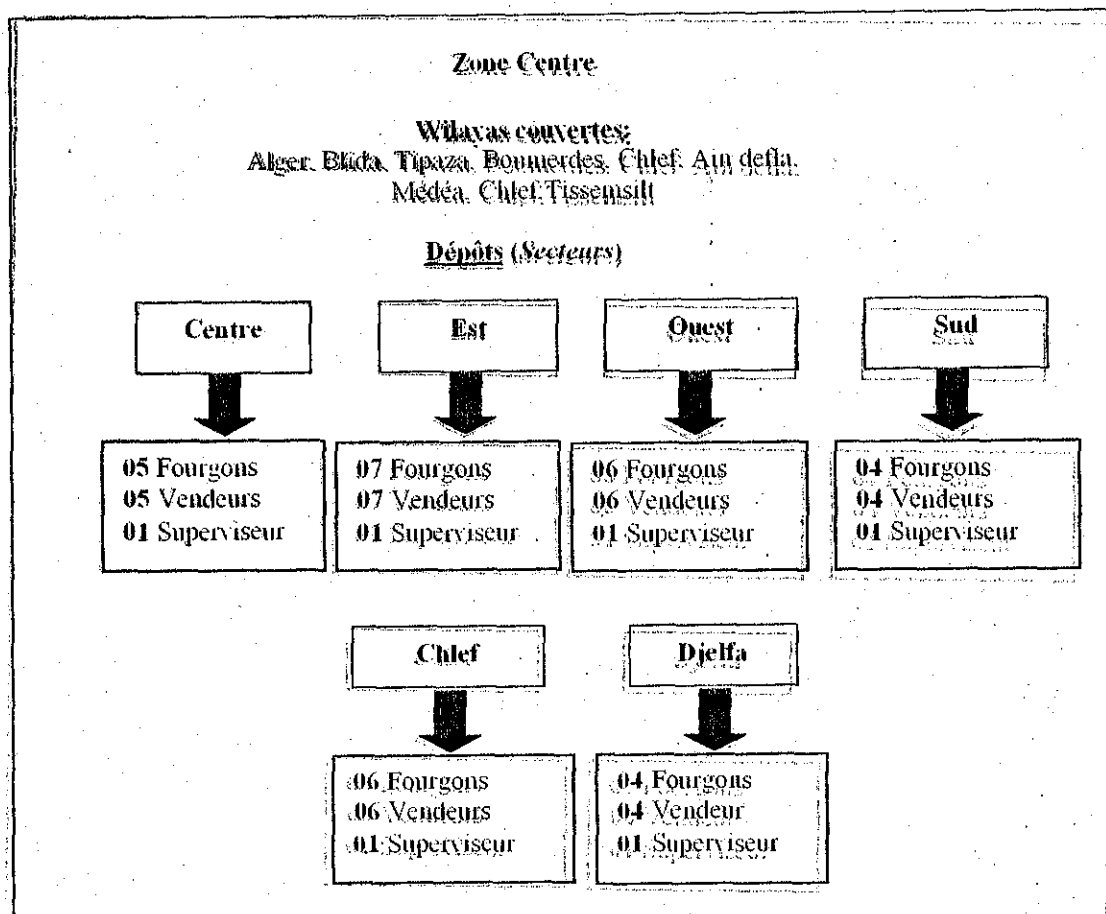 Zone Centre
Wilayas couvertes:
Alger. Blida. Tipaza. Boumerdes. Chlef. Ain defla.
Médéa. Chlef.Tissemsilt
Dépôts (Secteurs)
Centre
Est
Ouest
Sud
05 Fourgons
05 Vendeurs
01 Superviseur
07 Fourgons
07 Vendeurs
01 Superviseur
06 Fourgons
06 Vendeurs
01 Superviseur
04 Fourgons
04 Vendeurs
01 Superviseur
Chlef
Djelfa
06 Fourgons
06 Vendeurs
01 Superviseur
04 Fourgons
04 Vendeur
01 Superviseur